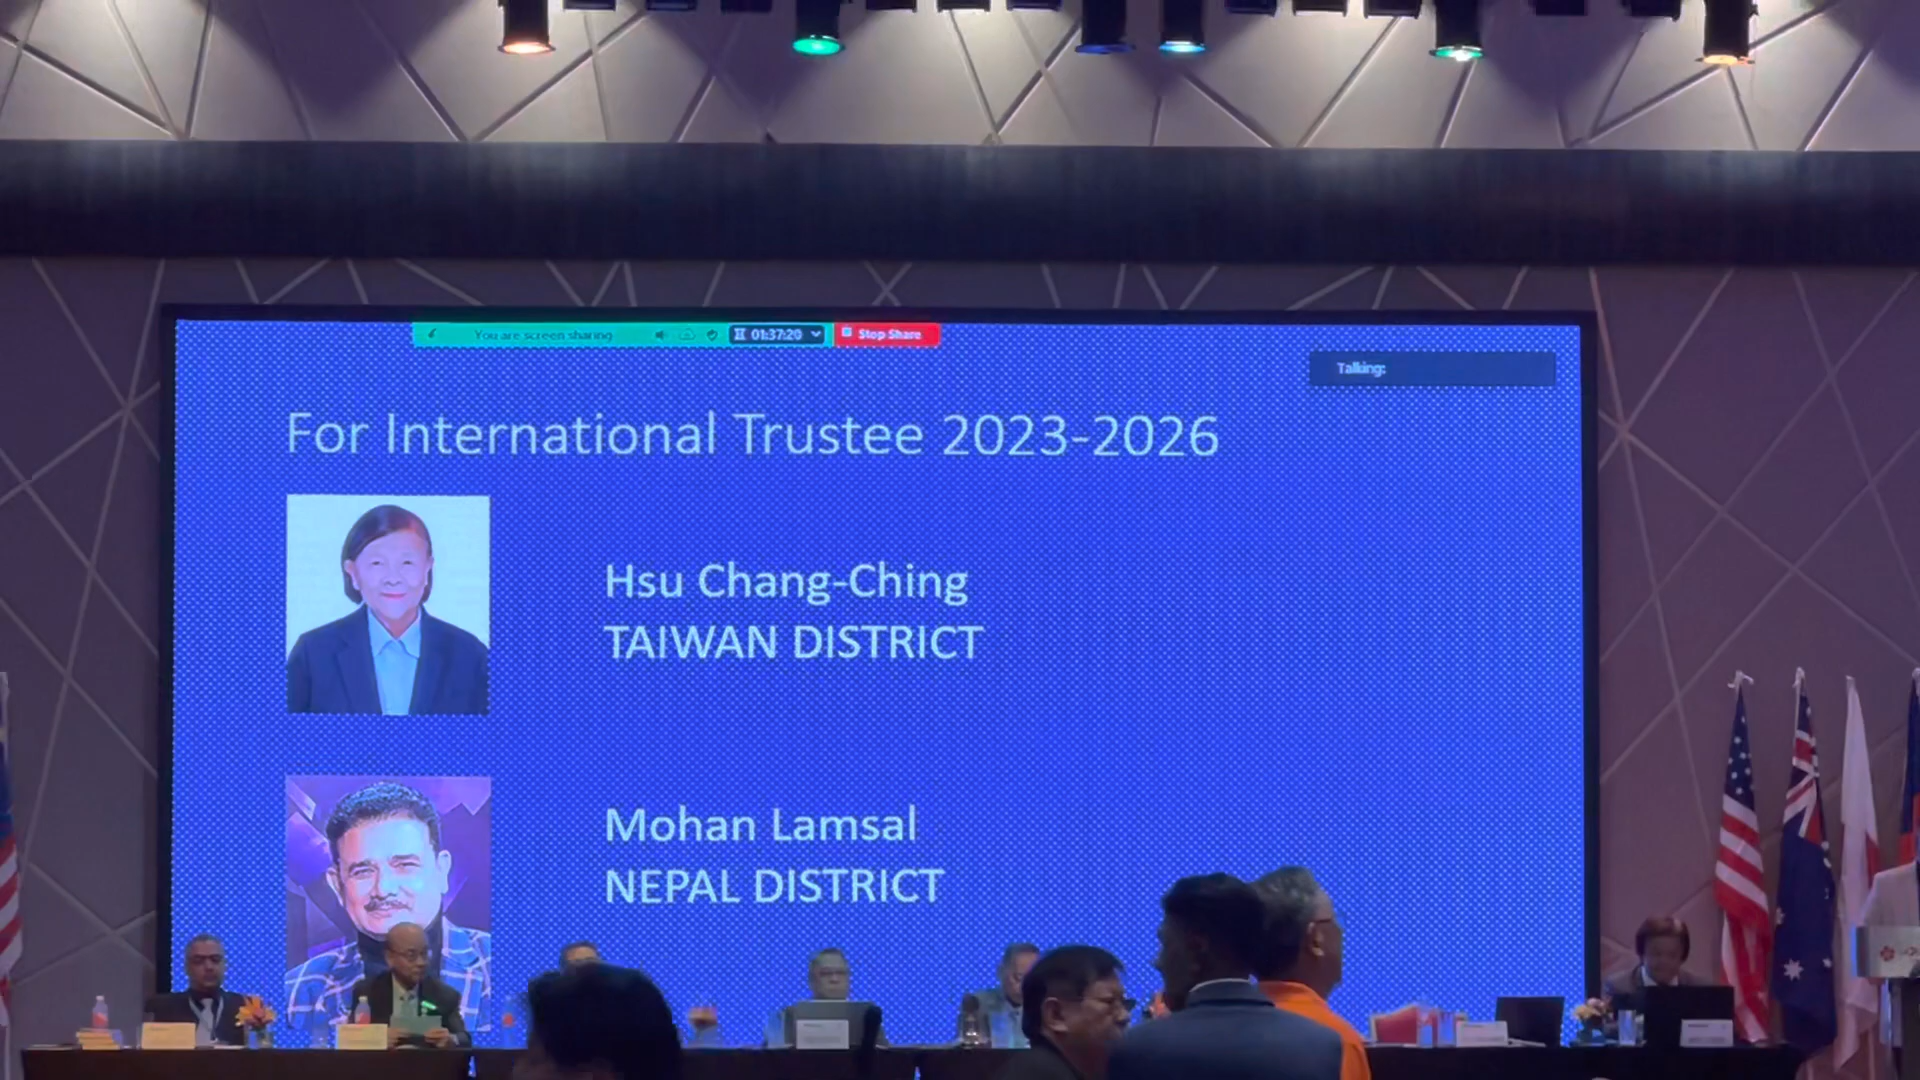 You are screen sharing
01:37:20
Stop Share
Talking:
For International Trustee 2023-2026
Hsu Chang-Ching
TAIWAN DISTRICT
Mohan Lamsal
NEPAL DISTRICT